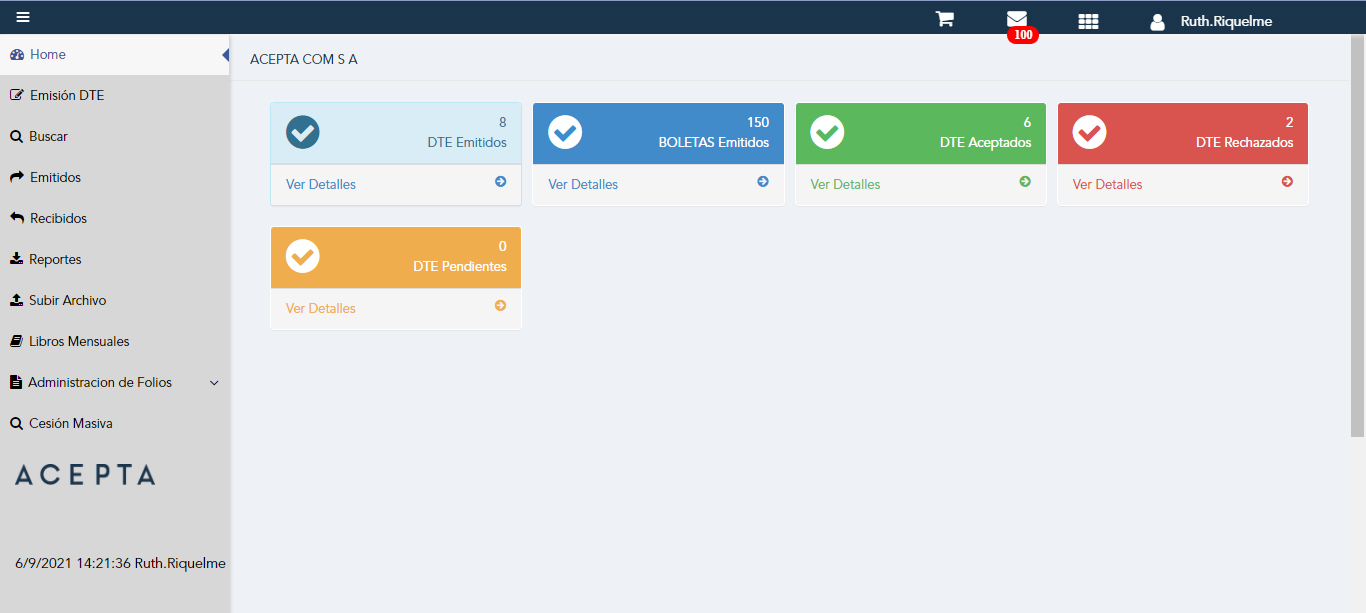 Ruth.Riquelme
100
Home
Emisión DTE
Buscar
Emitidos
Recibidos
Reportes
Subir Archivo
Libros Mensuales
Administracion de Folios
Cesión Masiva
ACEPTA
6/9/2021 14:21:36 Ruth.Riquelme
ACEPTA COM S A
8
DTE Emitidos
Ver Detalles
150
BOLETAS Emitidos
Ver Detalles
6
DTE Aceptados
Ver Detalles
2
DTE Rechazados
Ver Detalles
0
DTE Pendientes
Ver Detalles